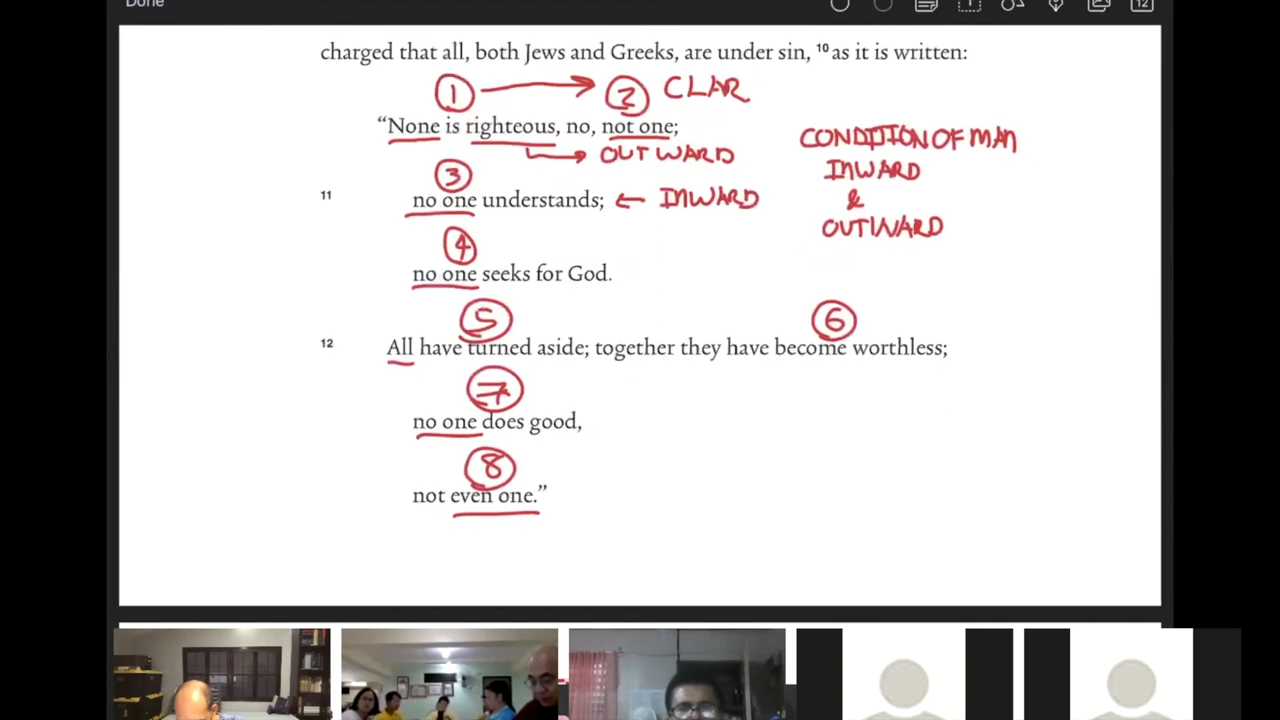 Done
12
charged that all, both Jews and Greeks, are under sin, ¹⁰ as it is written:
1 2 CLAR
“None is righteous, no, not one;
CONDITION OF MAN
OUTWARD
INWARD
3
11 no one understands; ← INWARD
&
OUTWARD
4
no one seeks for God.
5 6
12 All have turned aside; together they have become worthless;
7
no one does good,
8
not even one.”